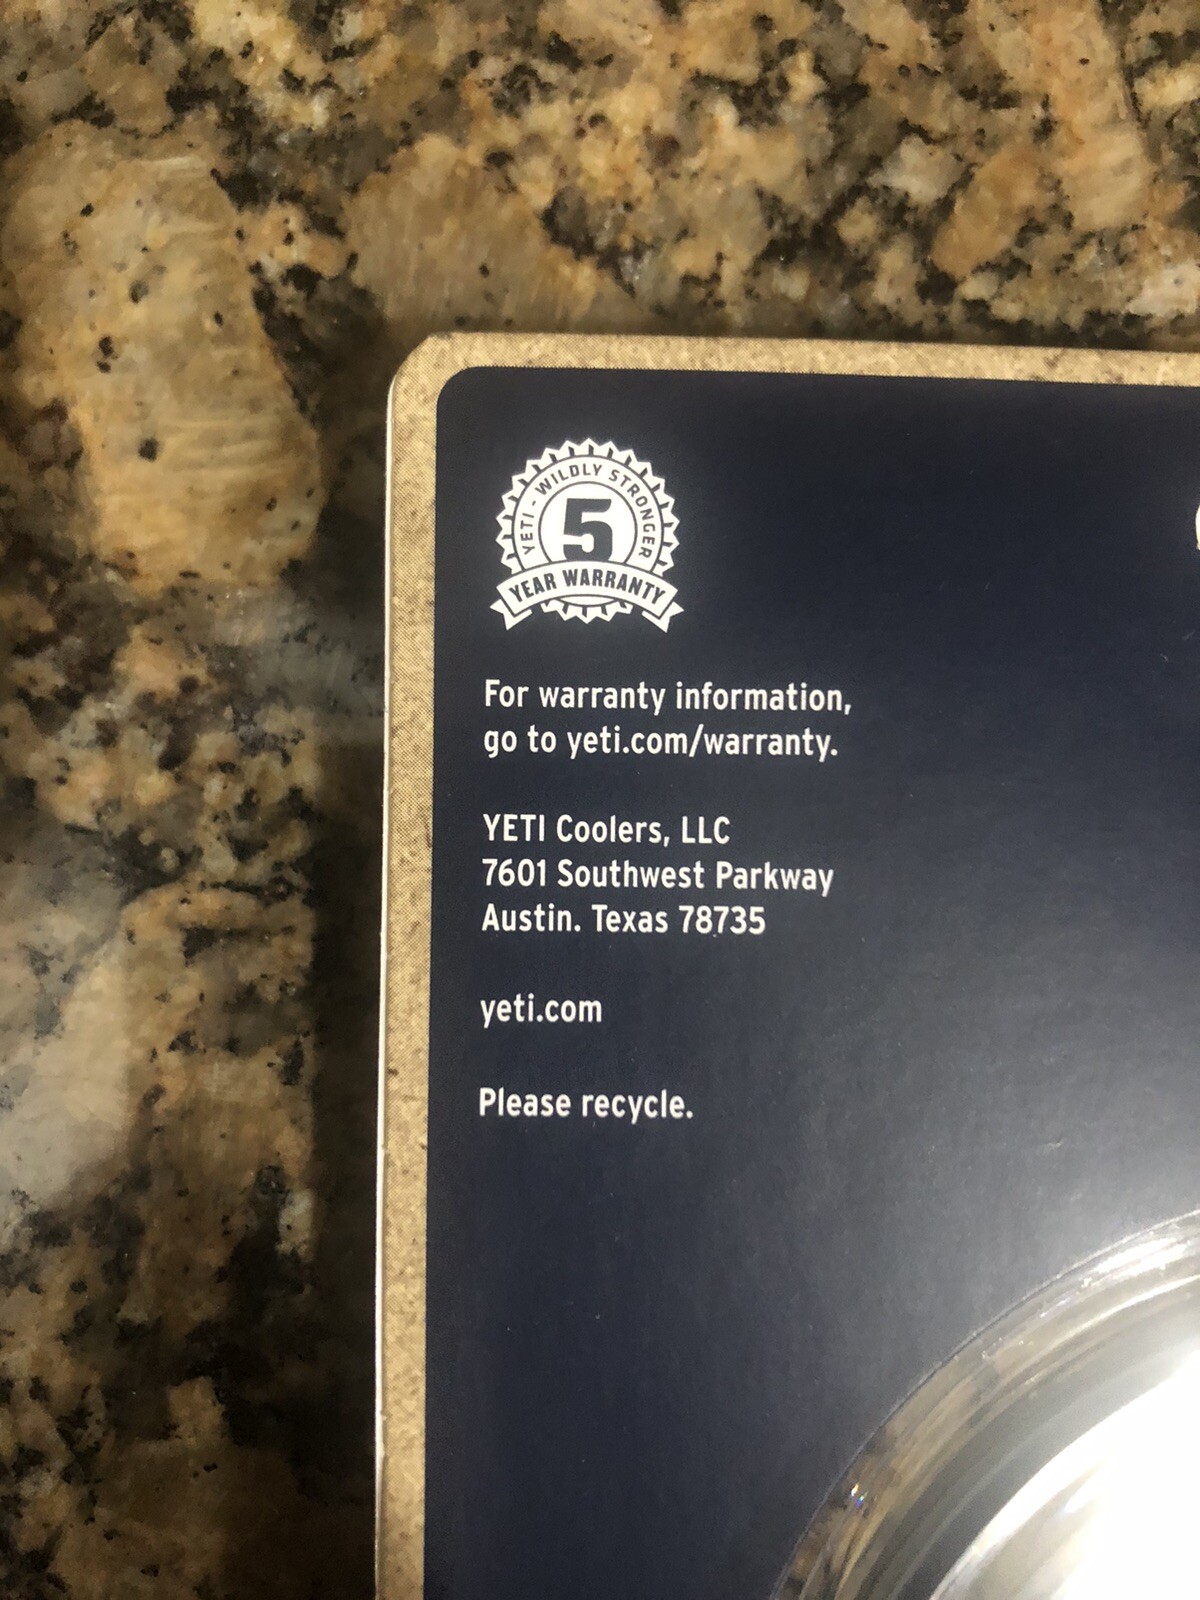 YETI - WILDLY STRONGER
5
YEAR WARRANTY
For warranty information,
go to yeti.com/warranty.
YETI Coolers, LLC
7601 Southwest Parkway
Austin. Texas 78735
yeti.com
Please recycle.